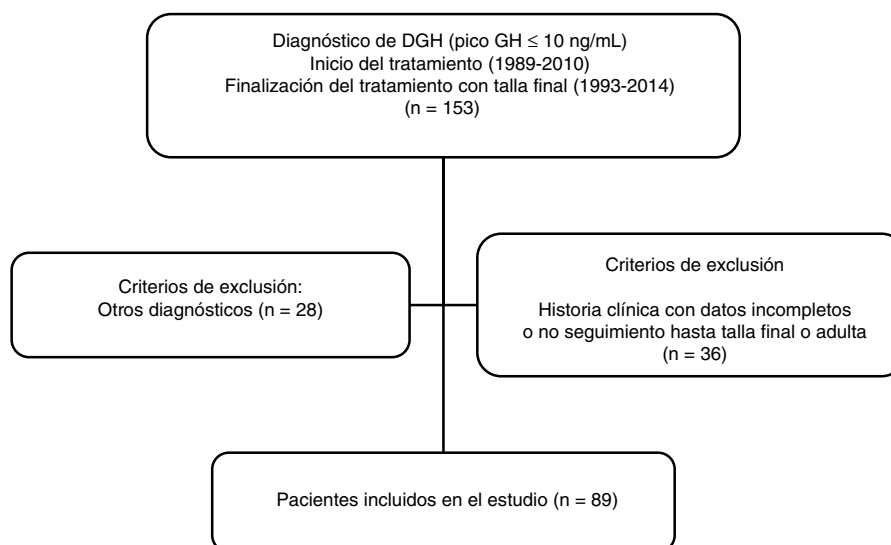 Diagnóstico de DGH (pico GH ≤ 10 ng/mL)
Inicio del tratamiento (1989-2010)
Finalización del tratamiento con talla final (1993-2014)
(n = 153)
Criterios de exclusión:
Otros diagnósticos (n = 28)
Criterios de exclusión
Historia clínica con datos incompletos
o no seguimiento hasta talla final o adulta
(n = 36)
Pacientes incluidos en el estudio (n = 89)